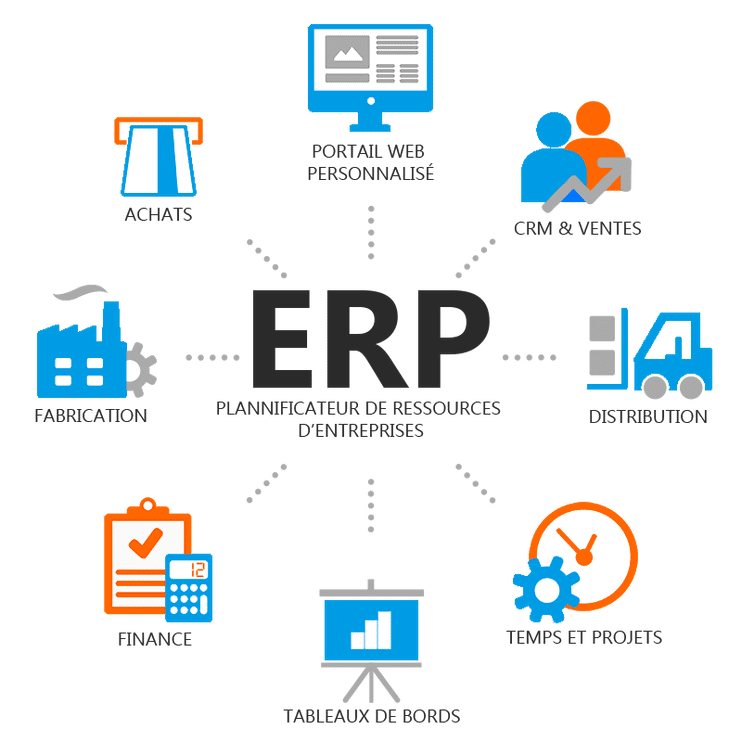 PORTAIL WEB
PERSONNALISÉ
ACHATS
CRM & VENTES
ERP
PLANNIFICATEUR DE RESSOURCES
D'ENTREPRISES
FABRICATION
DISTRIBUTION
12
FINANCE
TEMPS ET PROJETS
TABLEAUX DE BORDS